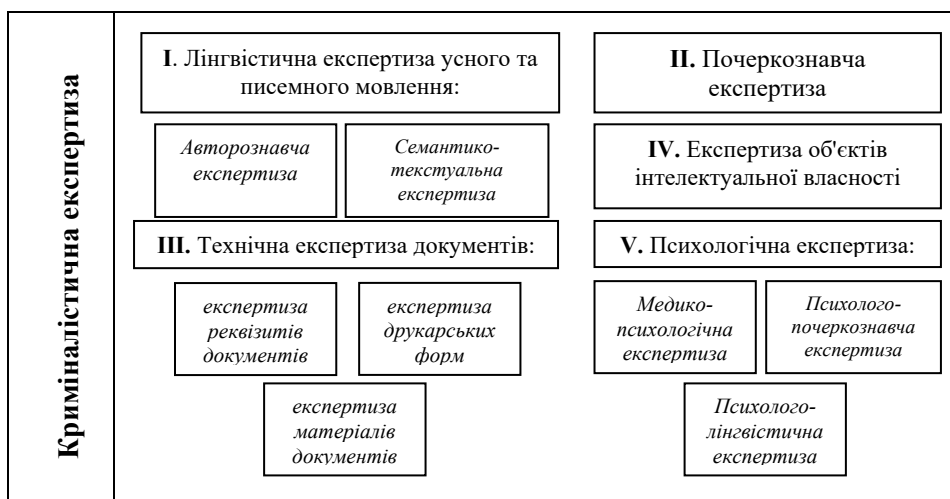 Криміналістична експертиза
I. Лінгвістична експертиза усного та
писемного мовлення:
Авторознавча
експертиза
Семантико-
текстуальна
експертиза
II. Почеркознавча
експертиза
III. Технічна експертиза документів:
експертиза
реквізитів
документів
експертиза
друкарських
форм
експертиза
матеріалів
документів
IV. Експертиза об'єктів
інтелектуальної власності
V. Психологічна експертиза:
Медико-
психологічна
експертиза
Психолого-
почеркознавча
експертиза
Психолого-
лінгвістична
експертиза